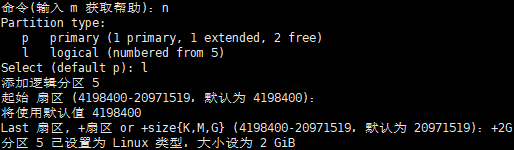 命令(输入 m 获取帮助)：n
Partition type:
p   primary (1 primary, 1 extended, 2 free)
l   logical (numbered from 5)
Select (default p): l
添加逻辑分区 5
起始 扇区 (4198400-20971519，默认为 4198400)：
将使用默认值 4198400
Last 扇区, +扇区 or +size{K,M,G} (4198400-20971519，默认为 20971519)：+2G
分区 5 已设置为 Linux 类型，大小设为 2 GiB